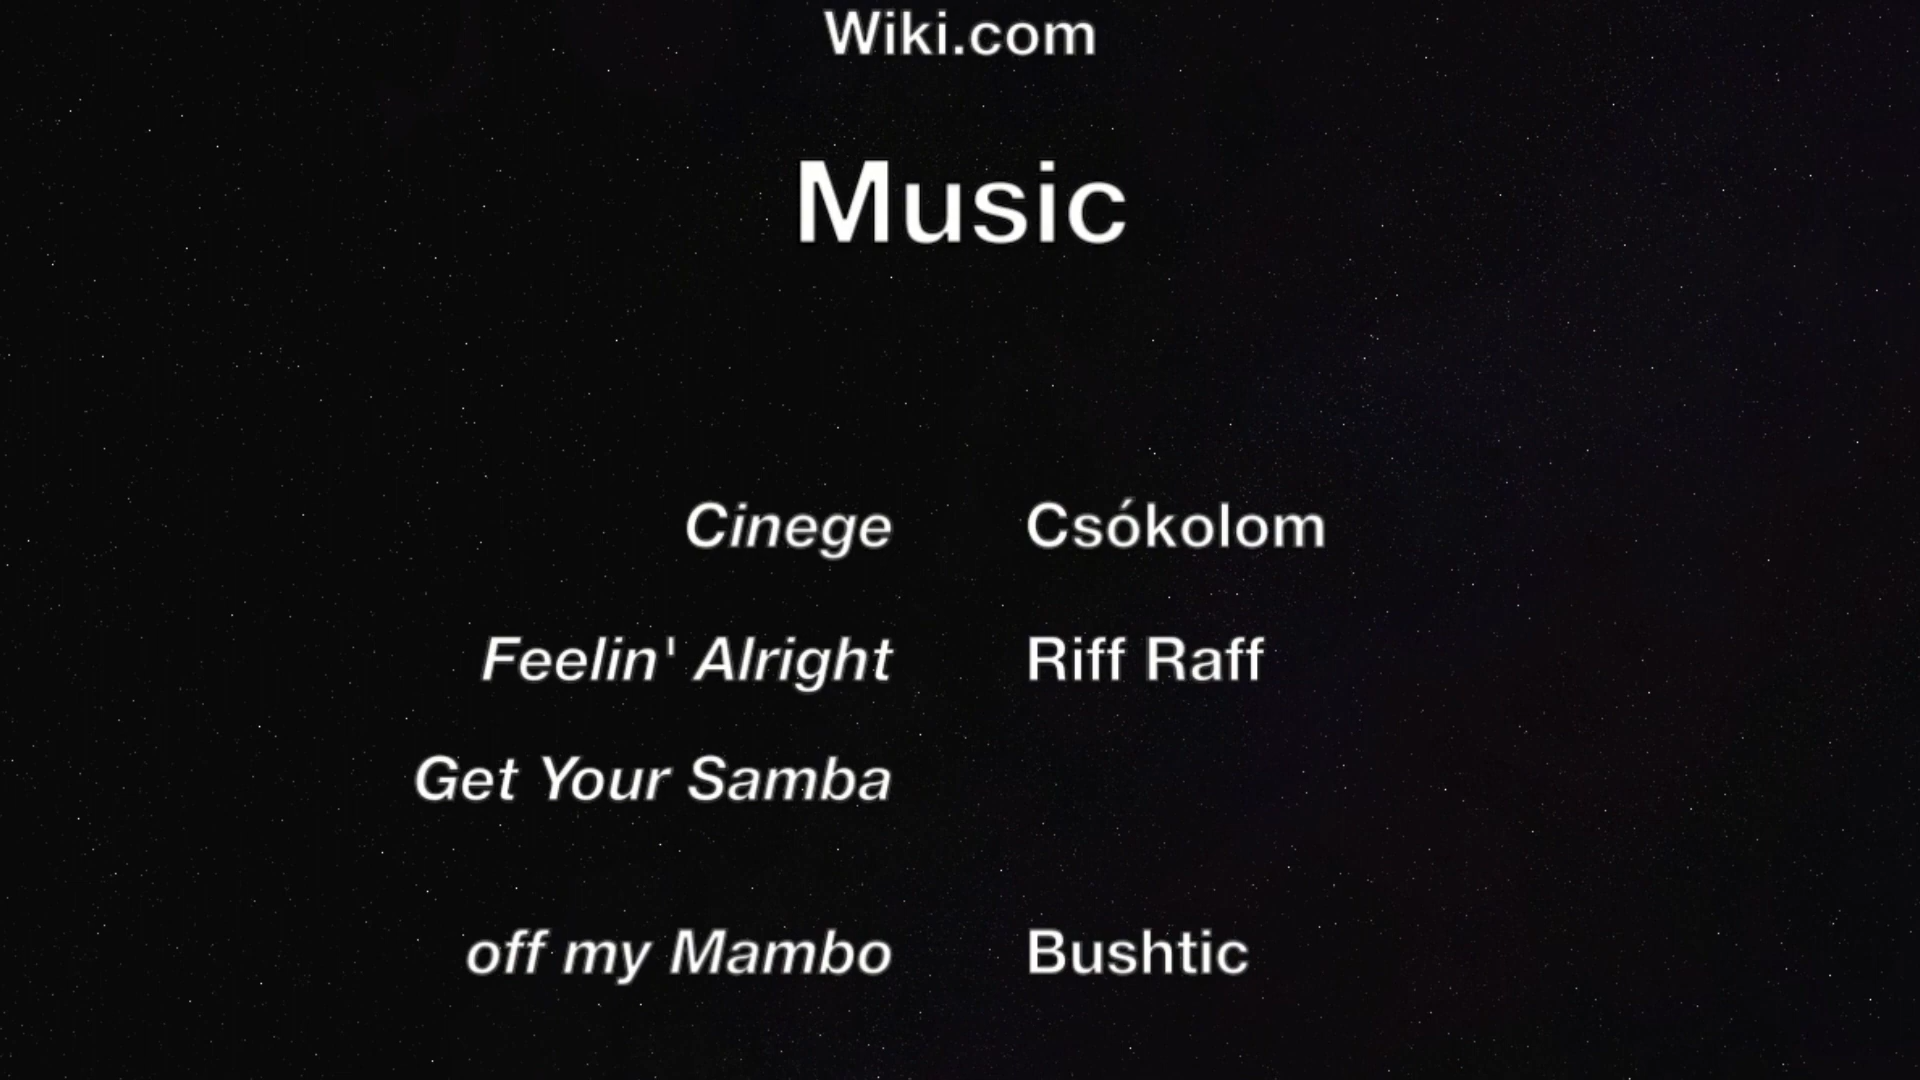 Wiki.com
Music
Cinege Csókolom
Feelin' Alright Riff Raff
Get Your Samba
off my Mambo Bushtic